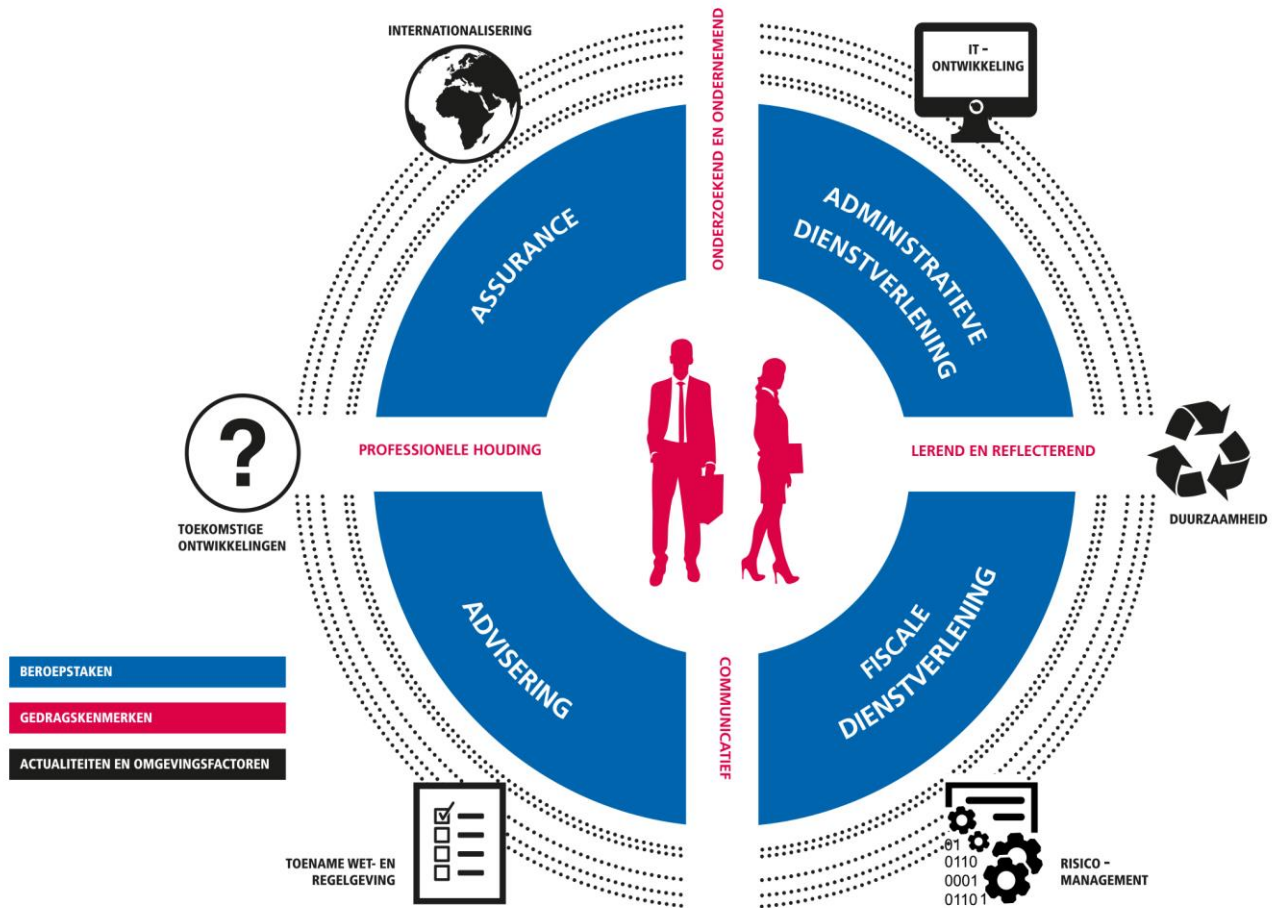 INTERNATIONALISERING
IT –
ONTWIKKELING
ONDERZOEKEND EN ONDERNEMEND
ASSURANCE
ADMINISTRATIEVE
DIENSTVERLENING
?
PROFESSIONELE HOUDING
LEREND EN REFLECTEREND
TOEKOMSTIGE
ONTWIKKELINGEN
DUURZAAMHEID
ADVISERING
FISCALE
DIENSTVERLENING
COMMUNICATIEF
BEROEPSTAKEN
GEDRAGSKENMERKEN
ACTUALITEITEN EN OMGEVINGSFACTOREN
TOENAME WET- EN
REGELGEVING
01
0110
0001
01101
RISICO –
MANAGEMENT